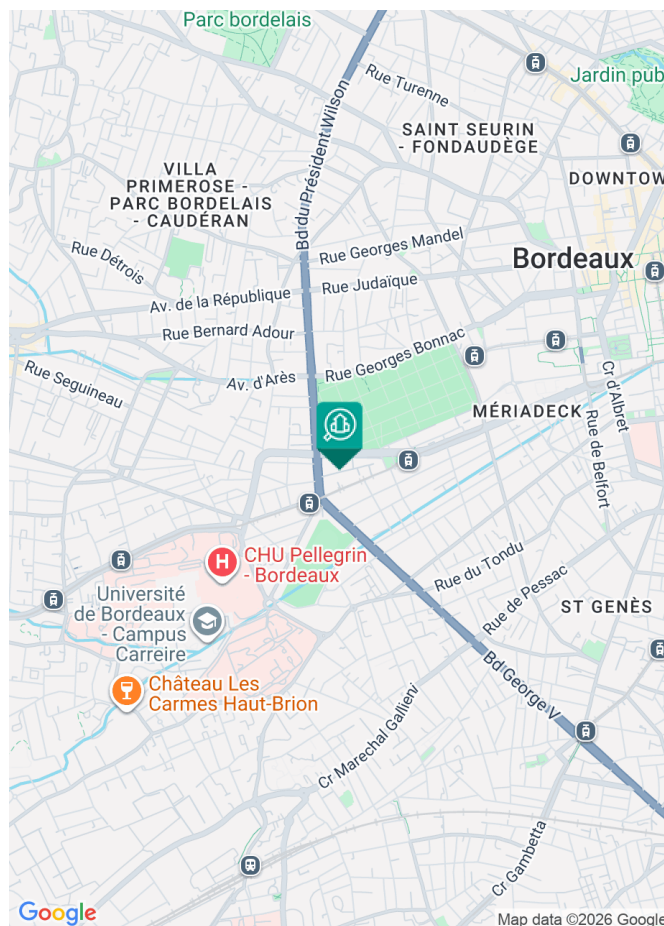 Parc bordelais
Rue Turenne
Jardin pub
SAINT SEURIN
- FONDAUDÈGE
Bd du Président Wilson
VILLA
PRIMEROSE -
PARC BORDELAIS
- CAUDÉRAN
DOWNTOW
Rue Georges Mandel
Rue Détrois
Bordeaux
Av. de la République
Rue Judaïque
Rue Bernard Adour
Rue Georges Bonnac
Rue Seguineau
Av. d'Arès
Cr d'Albret
MÉRIADECK
Rue de Belfort
H
CHU Pellegrin
- Bordeaux
Rue du Tondu
Rue de Pessac
Université
de Bordeaux
- Campus
Carreire
ST GENÈS
Bd George V
Château Les
Carmes Haut-Brion
Cr Marechal Gallieni
Cr Gambetta
Google
Map data ©2026 Google